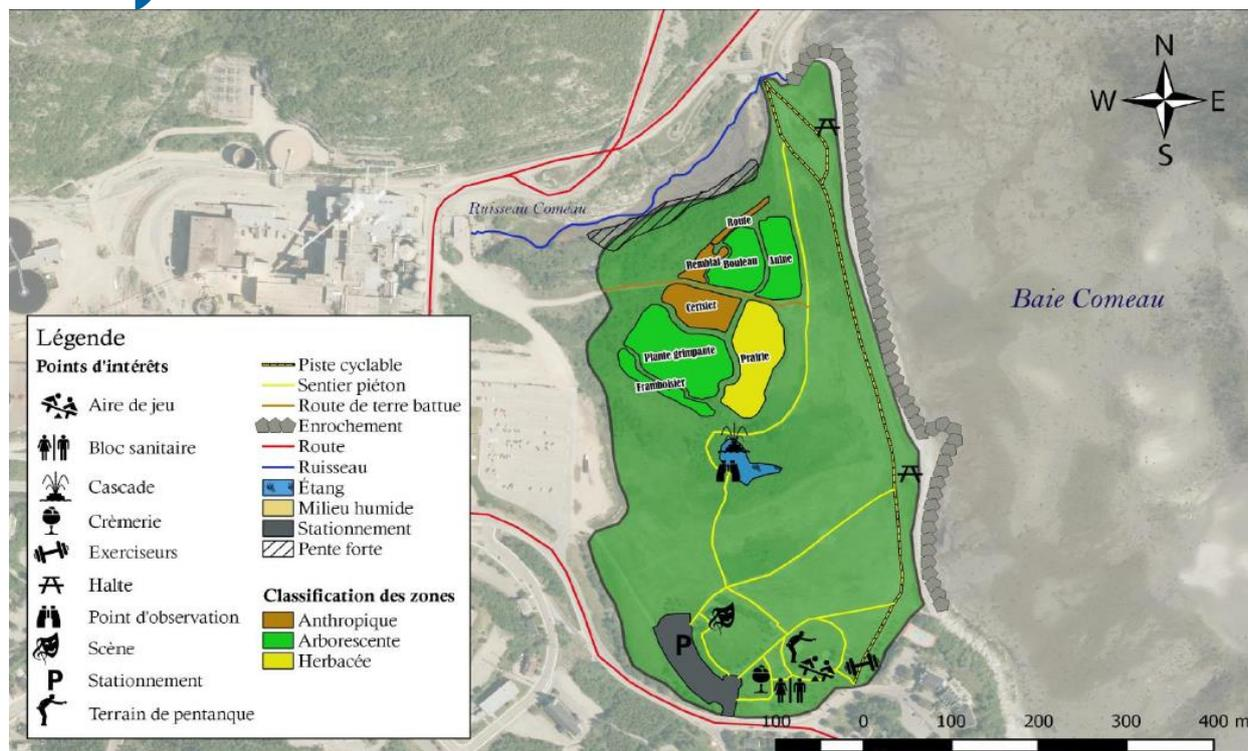 N
W E
S
Ruisseau Comeau
Baie Comeau
Route
Remblai
Bouleau
Aulne
Cerisier
Plante grimpante
Prairie
Framboisier
P
Légende
Points d'intérêts
Aire de jeu
Bloc sanitaire
Cascade
Crèmerie
Exerciseurs
Halte
Point d'observation
Scène
P Stationnement
Terrain de pentanque
Piste cyclable
Sentier piéton
Route de terre battue
Enrochement
Route
Ruisseau
Étang
Milieu humide
Stationnement
Pente forte
Classification des zones
Anthropique
Arborescente
Herbacée
100 0 100 200 300 400 m